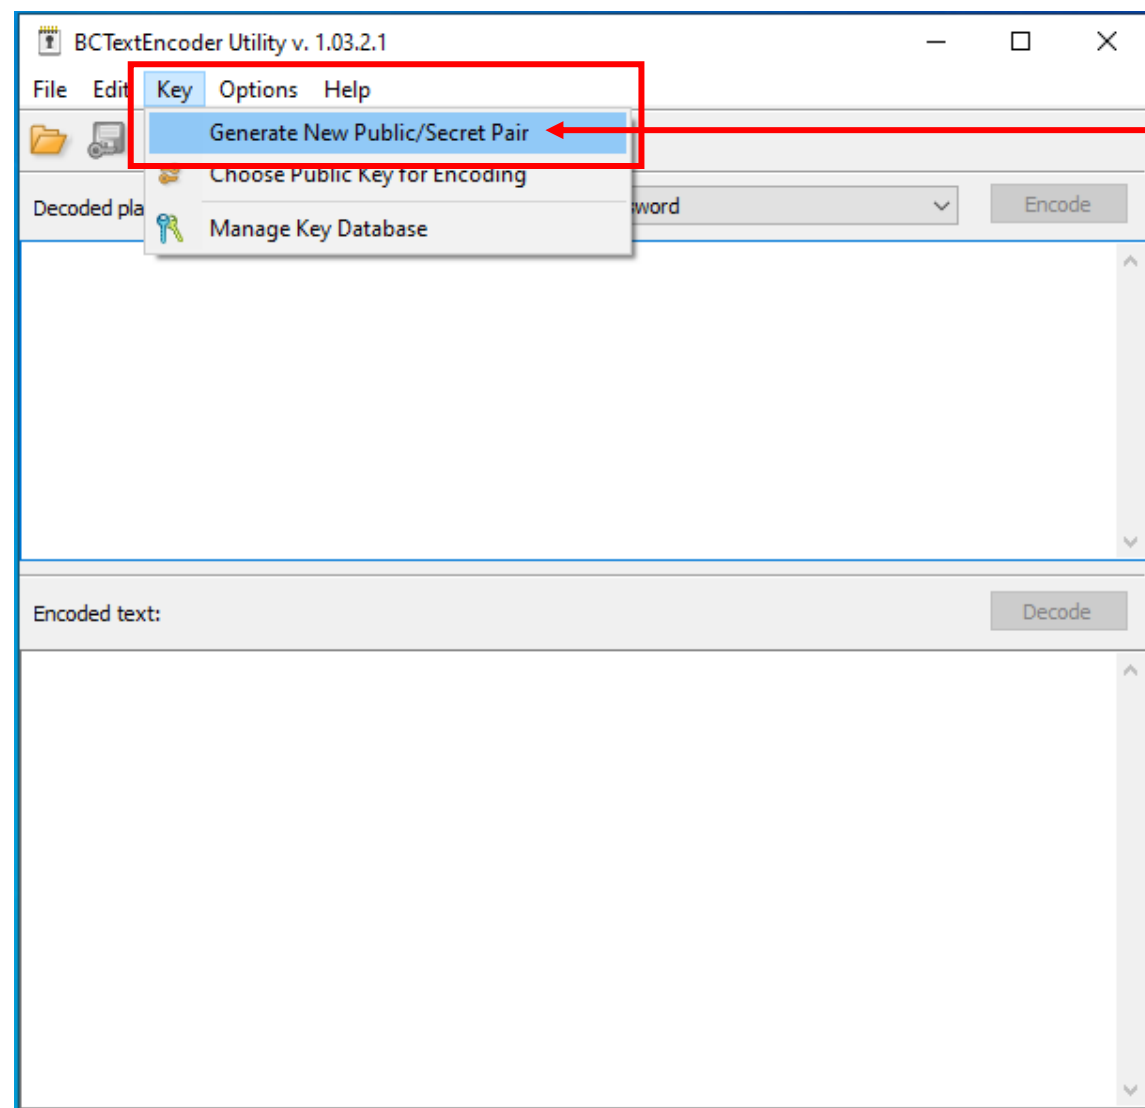 BCTextEncoder Utility v. 1.03.2.1
File Edit Key Options Help
Generate New Public/Secret Pair
Choose Public Key for Encoding
Decoded pla sword Encode
Manage Key Database
Encoded text: Decode